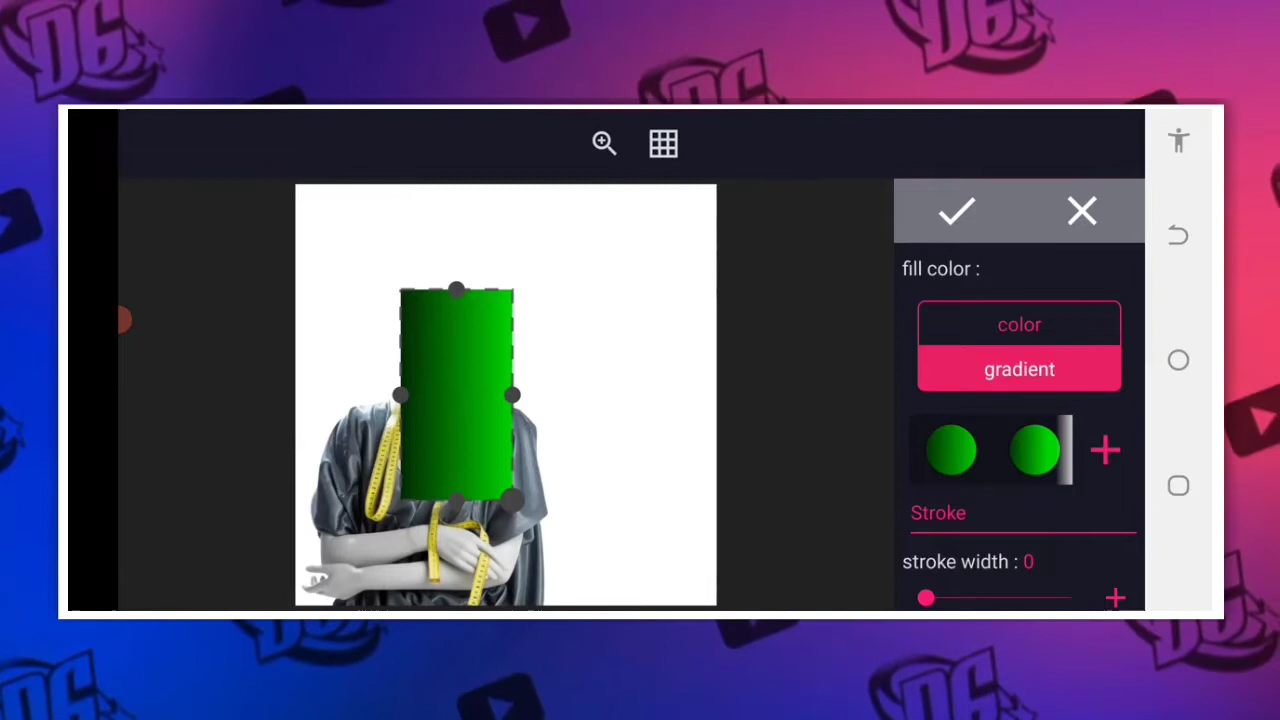 fill color :
color
gradient
Stroke
stroke width : 0